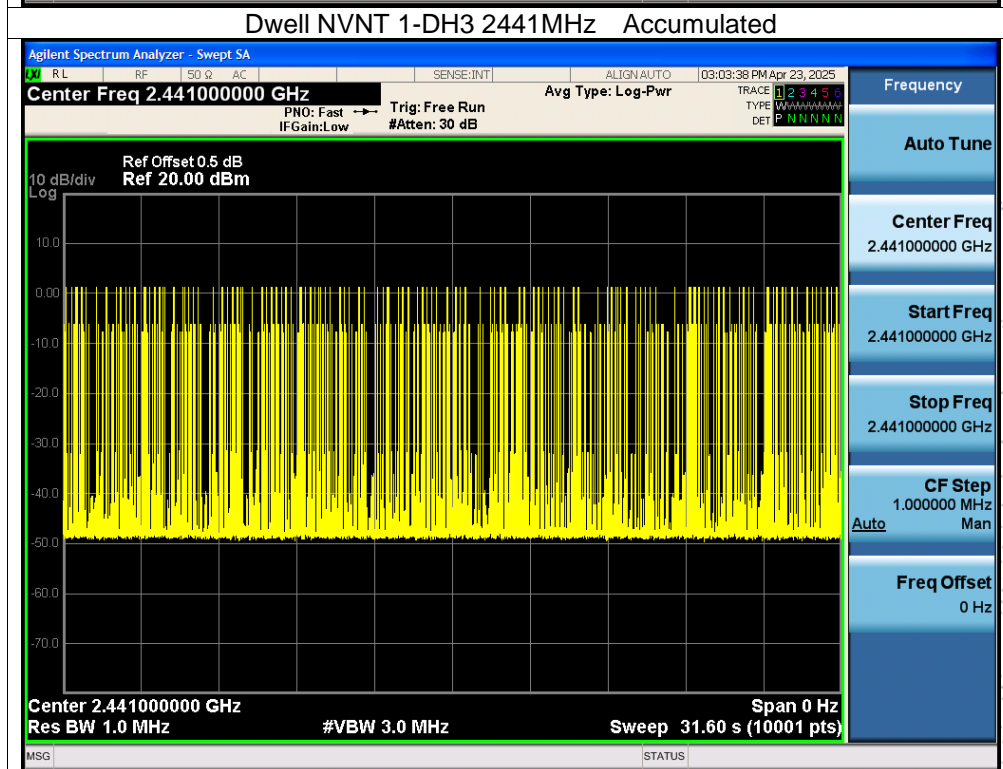 Dwell NVNT 1-DH3 2441MHz Accumulated
Agilent Spectrum Analyzer - Swept SA
LXI RL RF 50 Ω AC SENSE:INT ALIGN AUTO 03:03:38 PM Apr 23, 2025
Center Freq 2.441000000 GHz
PNO: Fast
IFGain:Low
Trig: Free Run
#Atten: 30 dB
Avg Type: Log-Pwr
TRACE 1 2 3 4 5 6
TYPE
DET P N N N N N
Ref Offset 0.5 dB
10 dB/div Ref 20.00 dBm
Log
10.0
0.00
-10.0
-20.0
-30.0
-40.0
-50.0
-60.0
-70.0
Center 2.441000000 GHz Span 0 Hz
Res BW 1.0 MHz #VBW 3.0 MHz Sweep 31.60 s (10001 pts)
MSG STATUS
Frequency
Auto Tune
Center Freq
2.441000000 GHz
Start Freq
2.441000000 GHz
Stop Freq
2.441000000 GHz
CF Step
1.000000 MHz
Auto Man
Freq Offset
0 Hz